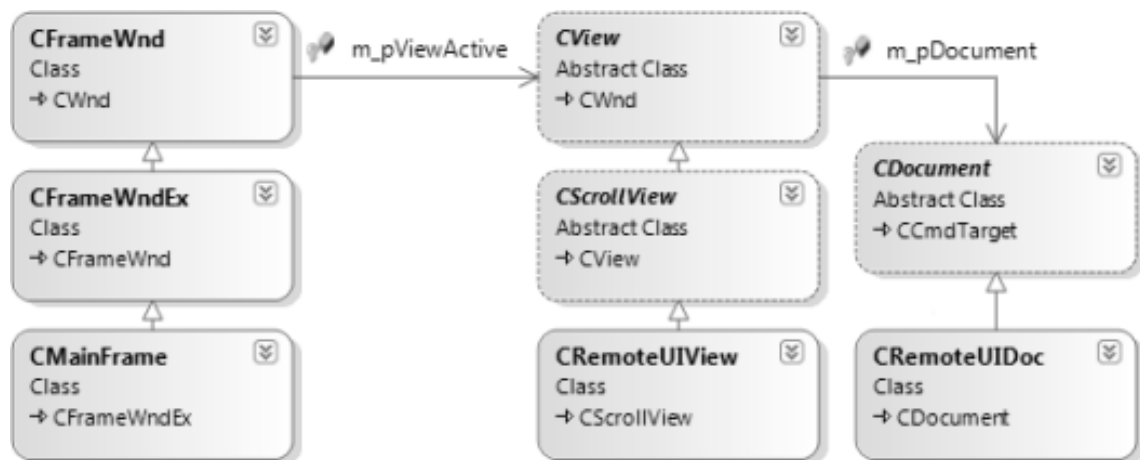 CFrameWnd
Class
CWnd
m_pViewActive
CView
Abstract Class
CWnd
m_pDocument
CFrameWndEx
Class
CFrameWnd
CScrollView
Abstract Class
CView
CDocument
Abstract Class
CCmdTarget
CMainFrame
Class
CFrameWndEx
CRemoteUIView
Class
CScrollView
CRemoteUIDoc
Class
CDocument